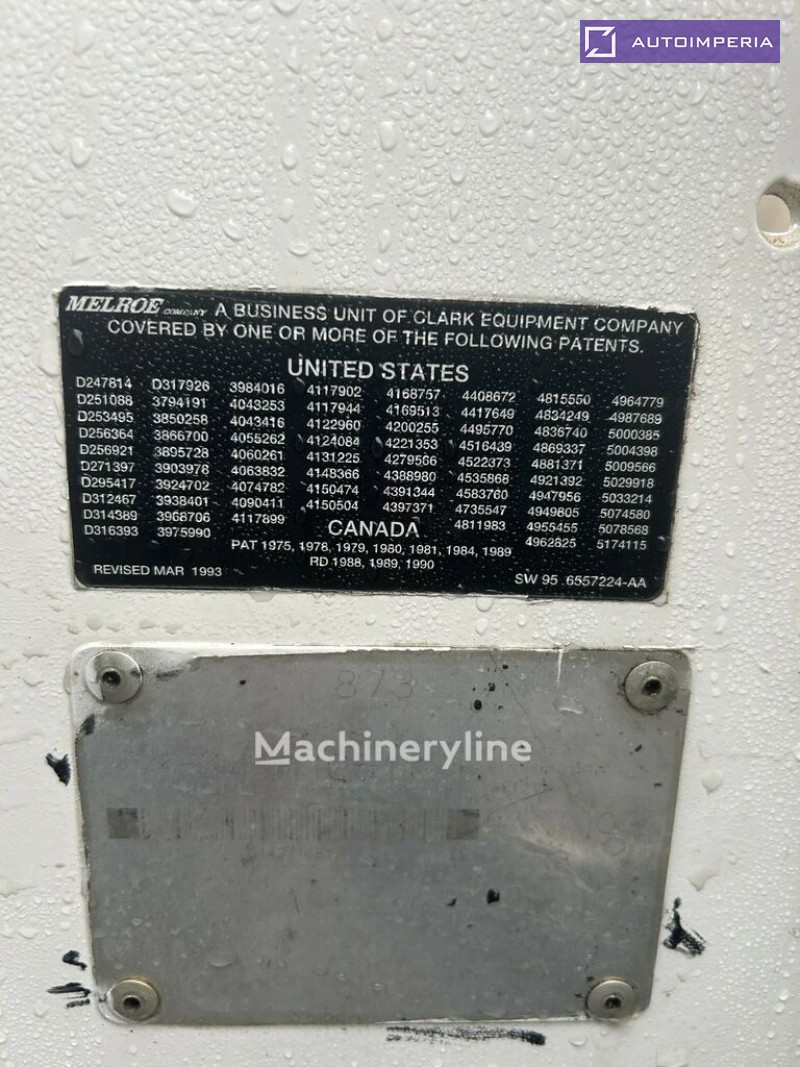 AUTOIMPERIA
MELROE COMPANY A BUSINESS UNIT OF CLARK EQUIPMENT COMPANY
COVERED BY ONE OR MORE OF THE FOLLOWING PATENTS.
UNITED STATES
D247814 D317926 3984016 4117902 4168757 4408672 4815550 4964779
D251088 3794191 4043253 4117944 4169513 4417649 4834249 4987689
D253495 3850258 4043416 4122960 4200255 4495770 4836740 5000385
D256364 3866700 4055262 4124084 4221353 4516439 4869337 5004398
D256921 3895728 4060261 4131225 4279566 4522373 4881371 5009566
D271397 3903978 4063832 4148366 4388980 4535868 4921392 5029918
D295417 3924702 4074782 4150474 4391344 4583760 4947956 5033214
D312467 3938401 4090411 4150504 4397371 4735547 4949805 5074580
D314389 3968706 4117899 4811983 4955455 5078568
D316393 3975990 4962825 5174115
CANADA
PAT 1975, 1978, 1979, 1980, 1981, 1984, 1989
RD 1988, 1989, 1990
REVISED MAR 1993 SW 95 6557224-AA
873
Machineryline